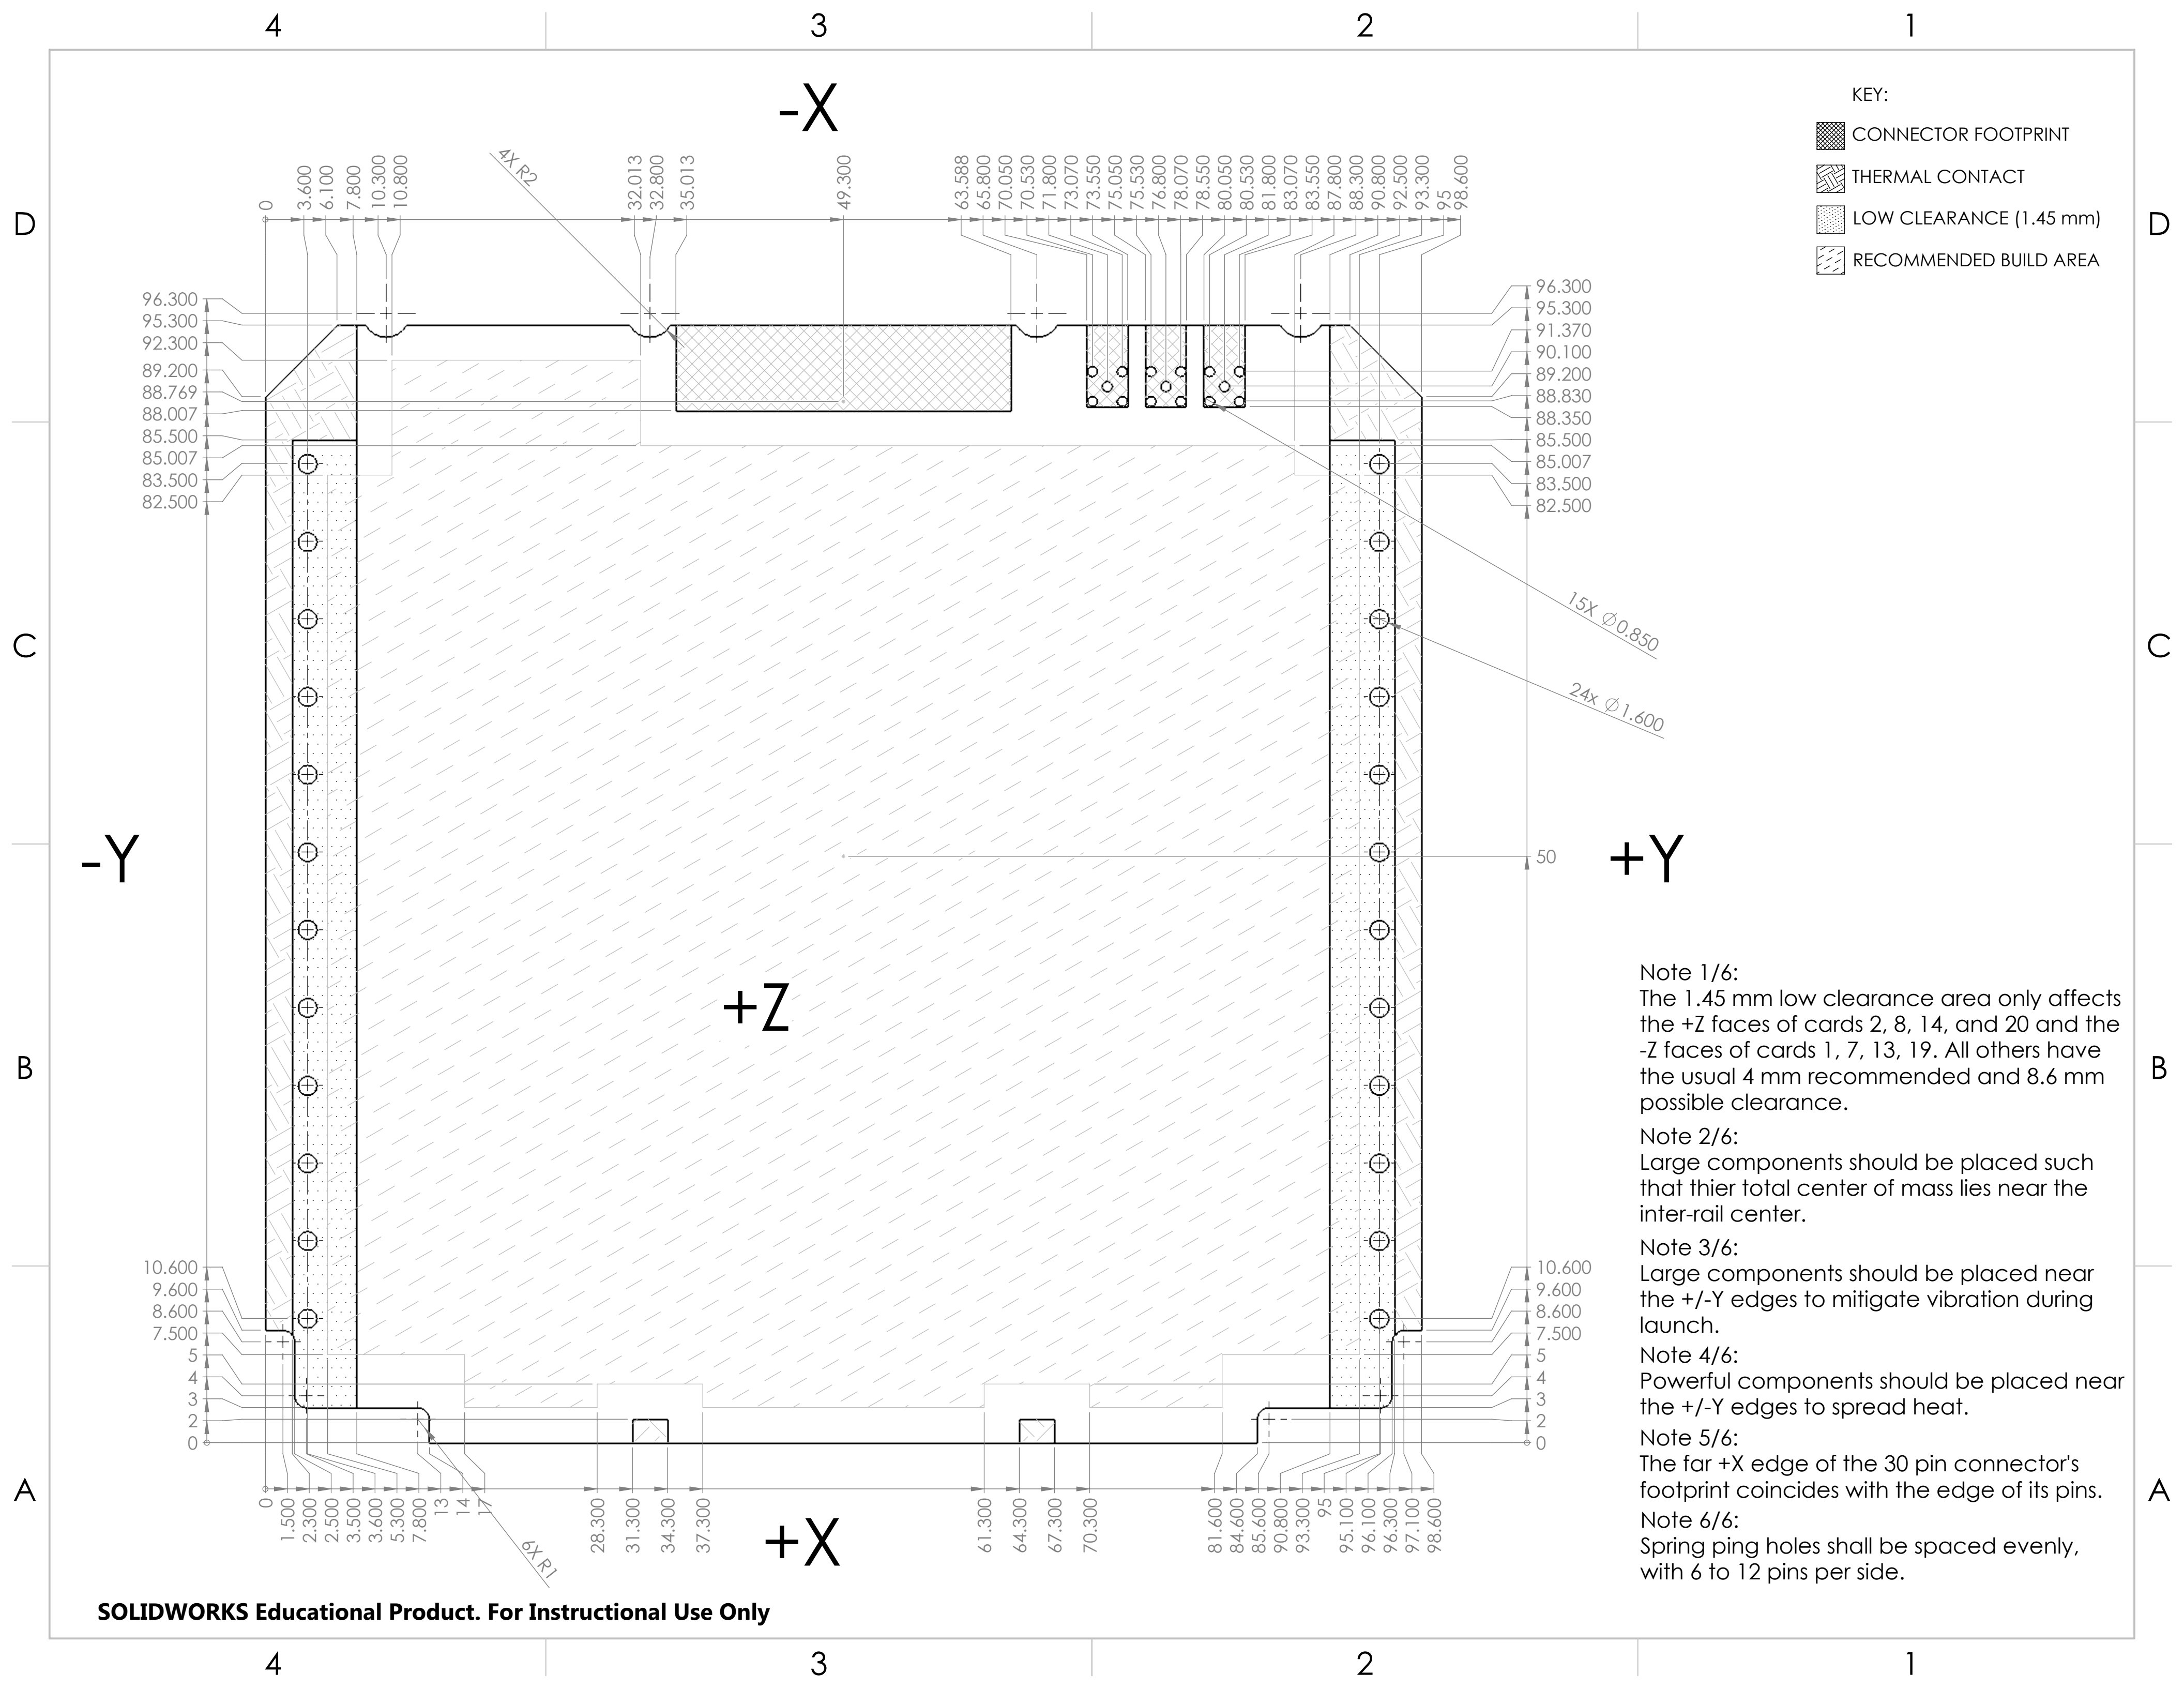 4
3
2
1
-X
KEY:
CONNECTOR FOOTPRINT
THERMAL CONTACT
LOW CLEARANCE (1.45 mm)
RECOMMENDED BUILD AREA
D
D
4X R2
0
3.600
6.100
7.800
10.300
10.800
32.013
32.800
35.013
49.300
63.588
65.800
70.050
70.530
71.800
73.070
73.550
75.050
75.530
76.800
78.070
78.550
80.050
80.530
81.800
83.070
83.550
87.800
88.300
90.800
92.500
93.300
95
98.600
96.300
95.300
92.300
89.200
88.769
88.007
85.500
85.007
83.500
82.500
96.300
95.300
91.370
90.100
89.200
88.830
88.350
85.500
85.007
83.500
82.500
15X ∅0.850
24x ∅1.600
C
C
50
-Y
+Y
+Z
B
B
Note 1/6:
The 1.45 mm low clearance area only affects
the +Z faces of cards 2, 8, 14, and 20 and the
-Z faces of cards 1, 7, 13, 19. All others have
the usual 4 mm recommended and 8.6 mm
possible clearance.
Note 2/6:
Large components should be placed such
that thier total center of mass lies near the
inter-rail center.
Note 3/6:
Large components should be placed near
the +/-Y edges to mitigate vibration during
launch.
Note 4/6:
Powerful components should be placed near
the +/-Y edges to spread heat.
Note 5/6:
The far +X edge of the 30 pin connector's
footprint coincides with the edge of its pins.
Note 6/6:
Spring ping holes shall be spaced evenly,
with 6 to 12 pins per side.
10.600
9.600
8.600
7.500
5
4
3
2
0
10.600
9.600
8.600
7.500
5
4
3
2
0
A
A
0
1.500
2.300
2.500
3.500
3.600
5.300
7.800
13
14
17
28.300
31.300
34.300
37.300
61.300
64.300
67.300
70.300
81.600
84.600
85.600
90.800
93.300
95
95.100
96.100
96.300
97.100
98.600
6X R1
+X
SOLIDWORKS Educational Product. For Instructional Use Only
4
3
2
1